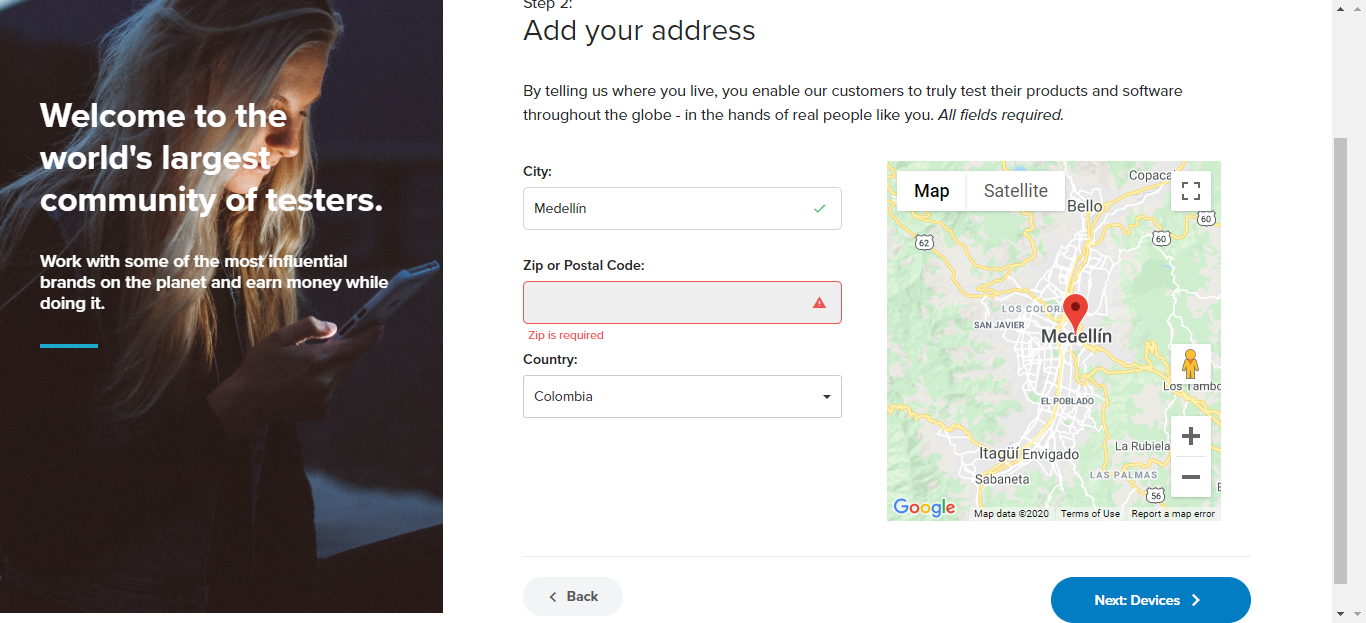 Welcome to the
world's largest
community of testers.
Work with some of the most influential
brands on the planet and earn money while
doing it.
Step 2:
Add your address
By telling us where you live, you enable our customers to truly test their products and software
throughout the globe - in the hands of real people like you. All fields required.
City:
Medellín
Zip or Postal Code:
Zip is required
Country:
Colombia
Map
Satellite
Copaca
Bello
60
62
60
LOS COLOR
SAN JAVIER
Medellín
Los Tambo
EL POBLADO
La Rubiela
Itagüí
Envigado
Sabaneta
LAS PALMAS
56
Google
Map data ©2020
Terms of Use
Report a map error
Back
Next: Devices